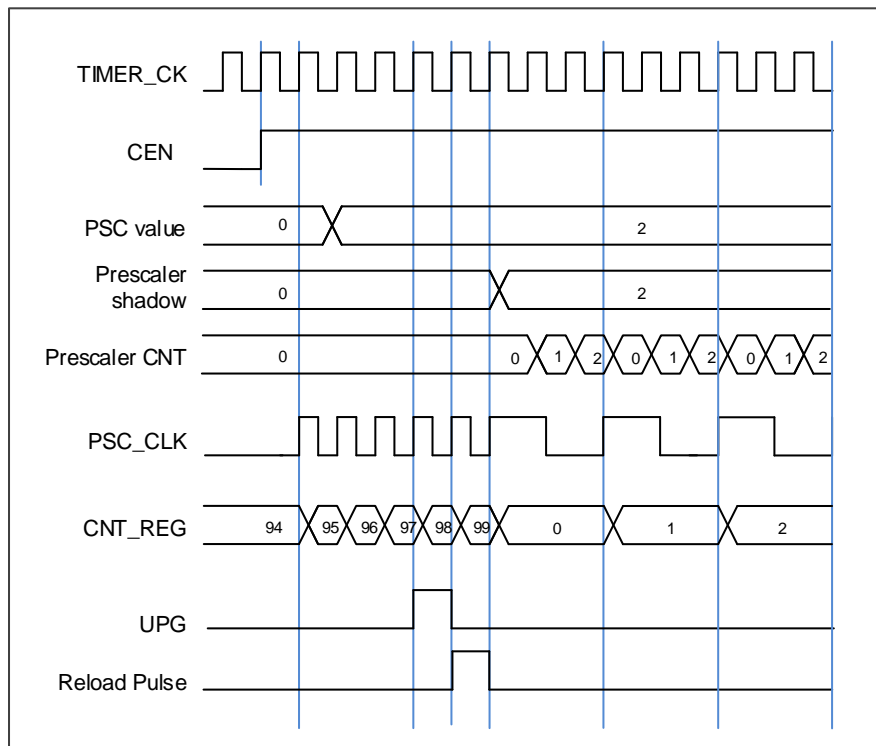 TIMER_CK
CEN
PSC value 0 2
Prescaler
shadow 0 2
Prescaler CNT 0 0 1 2 0 1 2 0 1 2
PSC_CLK
CNT_REG 94 95 96 97 98 99 0 1 2
UPG
Reload Pulse